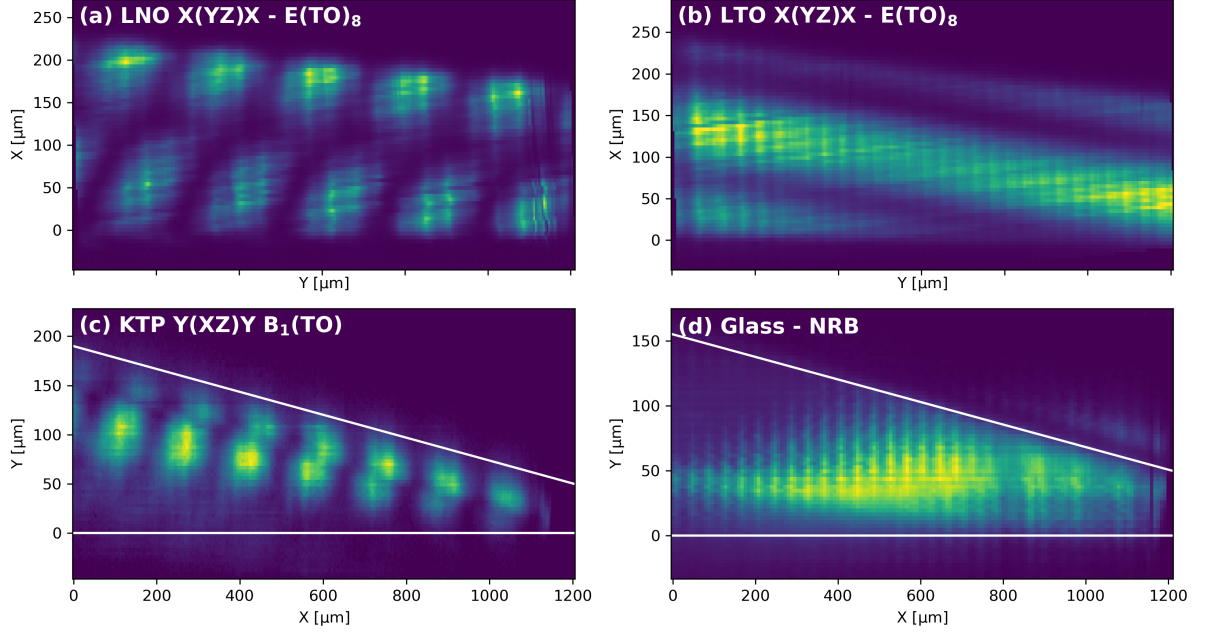 (a) LNO X(YZ)X - E(TO)₈
250
200
150
100
50
0
X [µm]
Y [µm]
(b) LTO X(YZ)X - E(TO)₈
250
200
150
100
50
0
X [µm]
Y [µm]
(c) KTP Y(XZ)Y B₁(TO)
200
150
100
50
0
Y [µm]
0 200 400 600 800 1000 1200
X [µm]
(d) Glass - NRB
150
100
50
0
Y [µm]
0 200 400 600 800 1000 1200
X [µm]